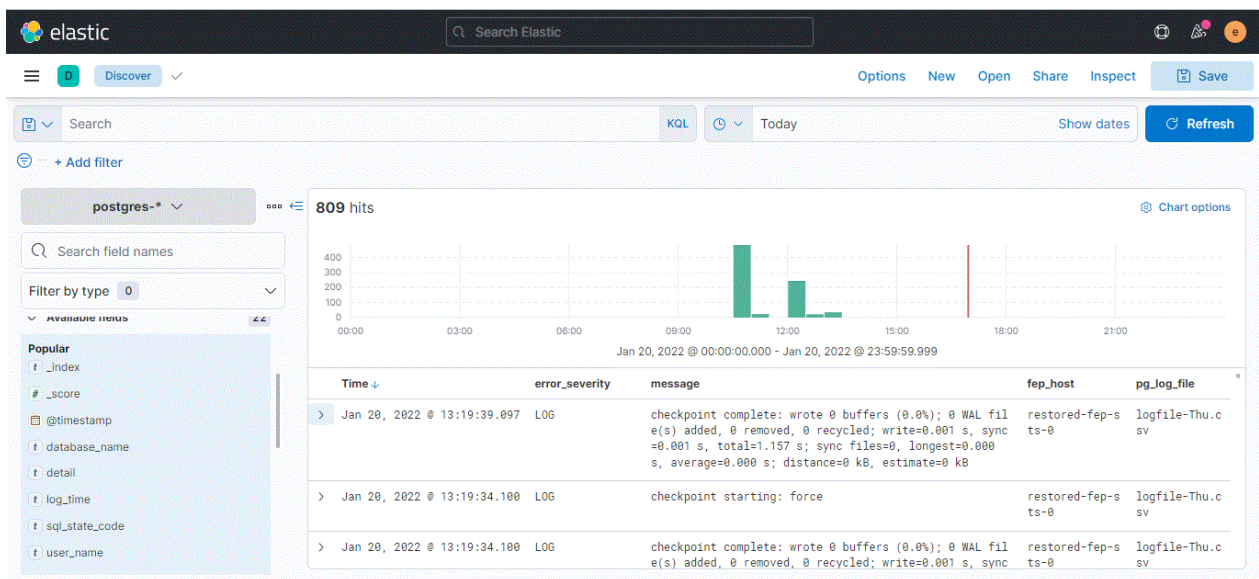 elastic
Search Elastic
e
D
Discover
Options New Open Share Inspect Save
Search
KQL
Today
Show dates
Refresh
+ Add filter
postgres-*
809 hits
Chart options
Search field names
Filter by type 0
Available fields 22
Popular
t _index
# _score
@timestamp
t database_name
t detail
t log_time
t sql_state_code
t user_name
400
300
200
100
0
00:00 03:00 06:00 09:00 12:00 15:00 18:00 21:00
Jan 20, 2022 @ 00:00:00.000 - Jan 20, 2022 @ 23:59:59.999
Time error_severity message fep_host pg_log_file
Jan 20, 2022 @ 13:19:39.097 LOG checkpoint complete: wrote 0 buffers (0.0%); 0 WAL fil restored-fep-s logfile-Thu.c
e(s) added, 0 removed, 0 recycled; write=0.001 s, sync ts-0 sv
=0.001 s, total=1.157 s; sync files=0, longest=0.000
s, average=0.000 s; distance=0 kB, estimate=0 kB
Jan 20, 2022 @ 13:19:34.100 LOG checkpoint starting: force restored-fep-s logfile-Thu.c
ts-0 sv
Jan 20, 2022 @ 13:19:34.100 LOG checkpoint complete: wrote 0 buffers (0.0%); 0 WAL fil restored-fep-s logfile-Thu.c
e(s) added, 0 removed, 0 recycled; write=0.001 s, sync ts-0 sv